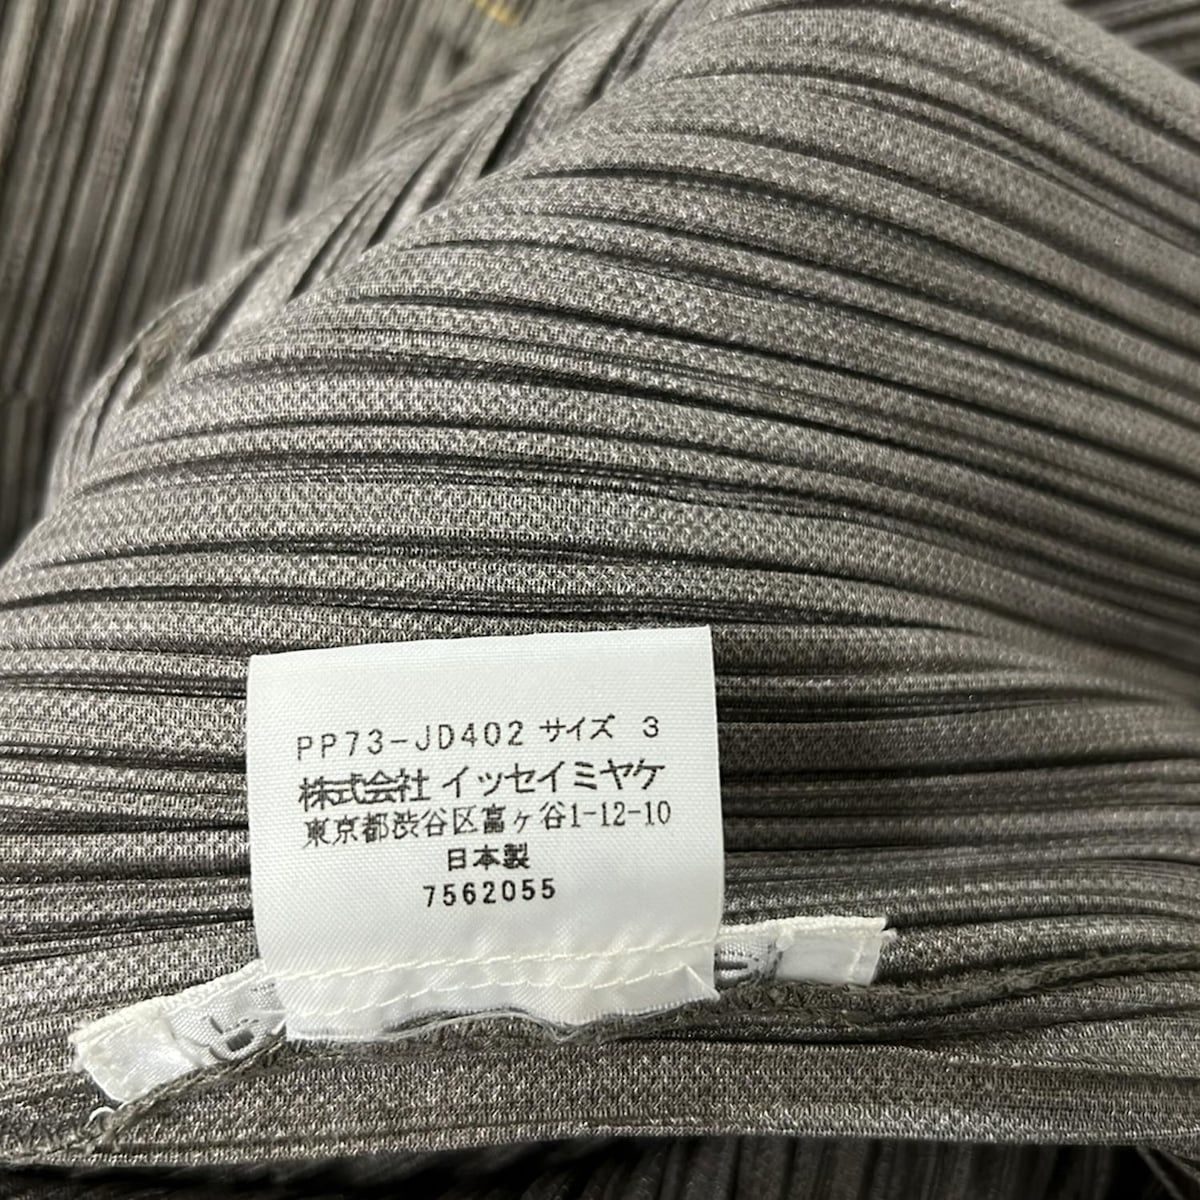 PP73-JD402 サイズ 3
株式会社 イッセイミヤケ
東京都渋谷区富ヶ谷1-12-10
日本製
7562055